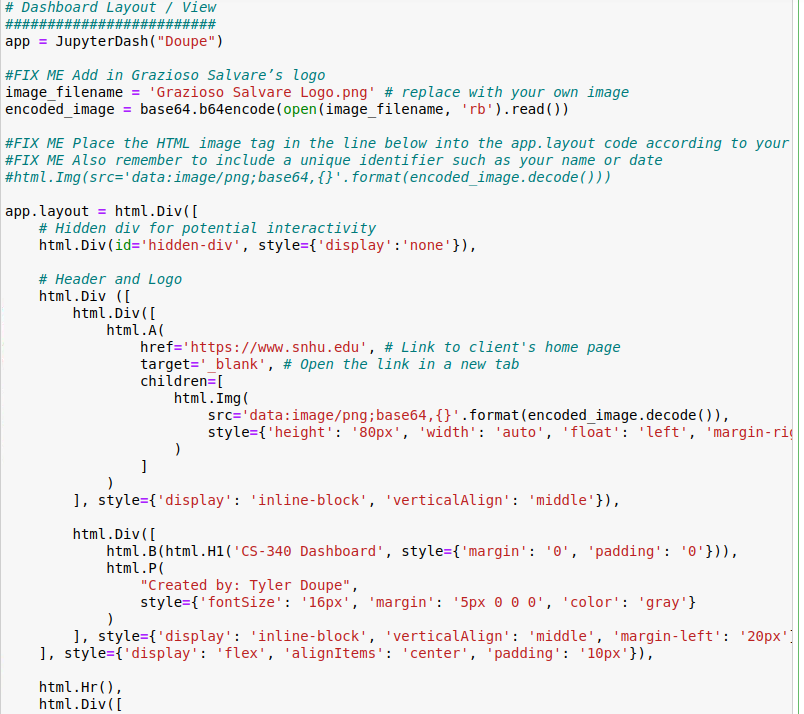 # Dashboard Layout / View
#########################
app = JupyterDash("Doupe")

#FIX ME Add in Grazioso Salvare’s logo
image_filename = 'Grazioso Salvare Logo.png' # replace with your own image
encoded_image = base64.b64encode(open(image_filename, 'rb').read())

#FIX ME Place the HTML image tag in the line below into the app.layout code according to your
#FIX ME Also remember to include a unique identifier such as your name or date
#html.Img(src='data:image/png;base64,{}'.format(encoded_image.decode()))

app.layout = html.Div([
    # Hidden div for potential interactivity
    html.Div(id='hidden-div', style={'display':'none'}),

    # Header and Logo
    html.Div ([
        html.Div([
            html.A(
                href='https://www.snhu.edu', # Link to client's home page
                target='_blank', # Open the link in a new tab
                children=[
                    html.Img(
                        src='data:image/png;base64,{}'.format(encoded_image.decode()),
                        style={'height': '80px', 'width': 'auto', 'float': 'left', 'margin-rig
                    )
                ]
            )
        ], style={'display': 'inline-block', 'verticalAlign': 'middle'}),

        html.Div([
            html.B(html.H1('CS-340 Dashboard', style={'margin': '0', 'padding': '0'})),
            html.P(
                "Created by: Tyler Doupe",
                style={'fontSize': '16px', 'margin': '5px 0 0 0', 'color': 'gray'}
            )
        ], style={'display': 'inline-block', 'verticalAlign': 'middle', 'margin-left': '20px'}
    ], style={'display': 'flex', 'alignItems': 'center', 'padding': '10px'}),

    html.Hr(),
    html.Div([